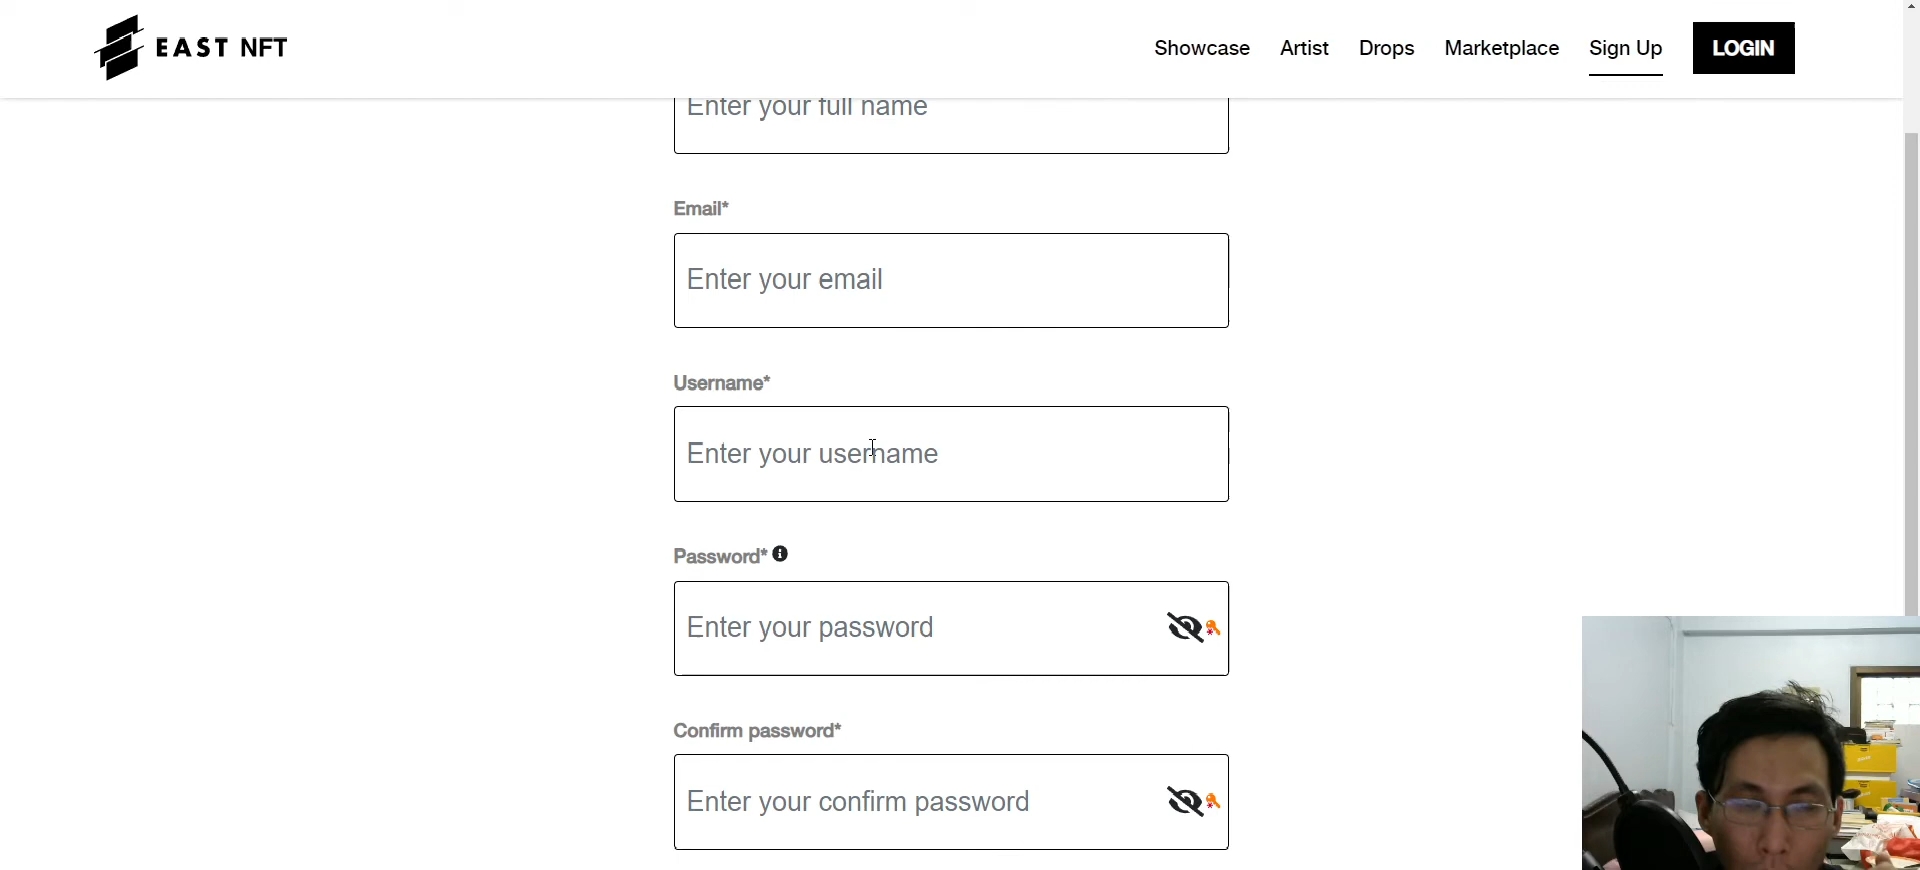 EAST NFT
Showcase Artist Drops Marketplace Sign Up LOGIN
Enter your full name
Email*
Enter your email
Username*
Enter your username
Password*
Enter your password
Confirm password*
Enter your confirm password